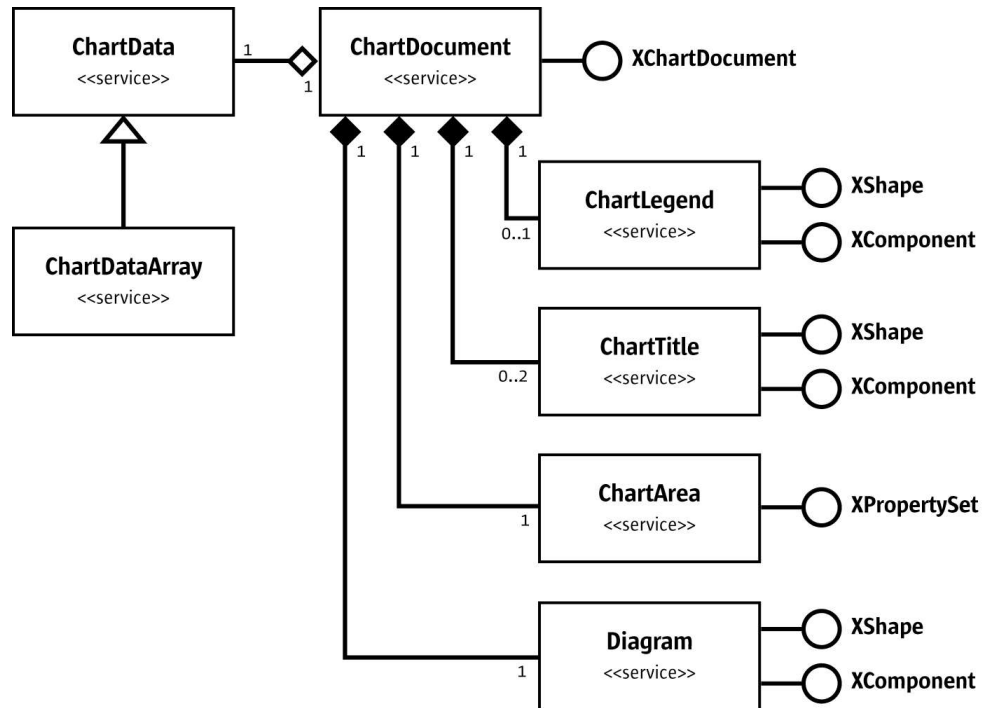 ChartData
<<service>>
1
1
ChartDocument
<<service>>
XChartDocument
1
1
1
1
ChartLegend
<<service>>
0..1
XShape
XComponent
ChartDataArray
<<service>>
ChartTitle
<<service>>
0..2
XShape
XComponent
ChartArea
<<service>>
1
XPropertySet
Diagram
<<service>>
1
XShape
XComponent